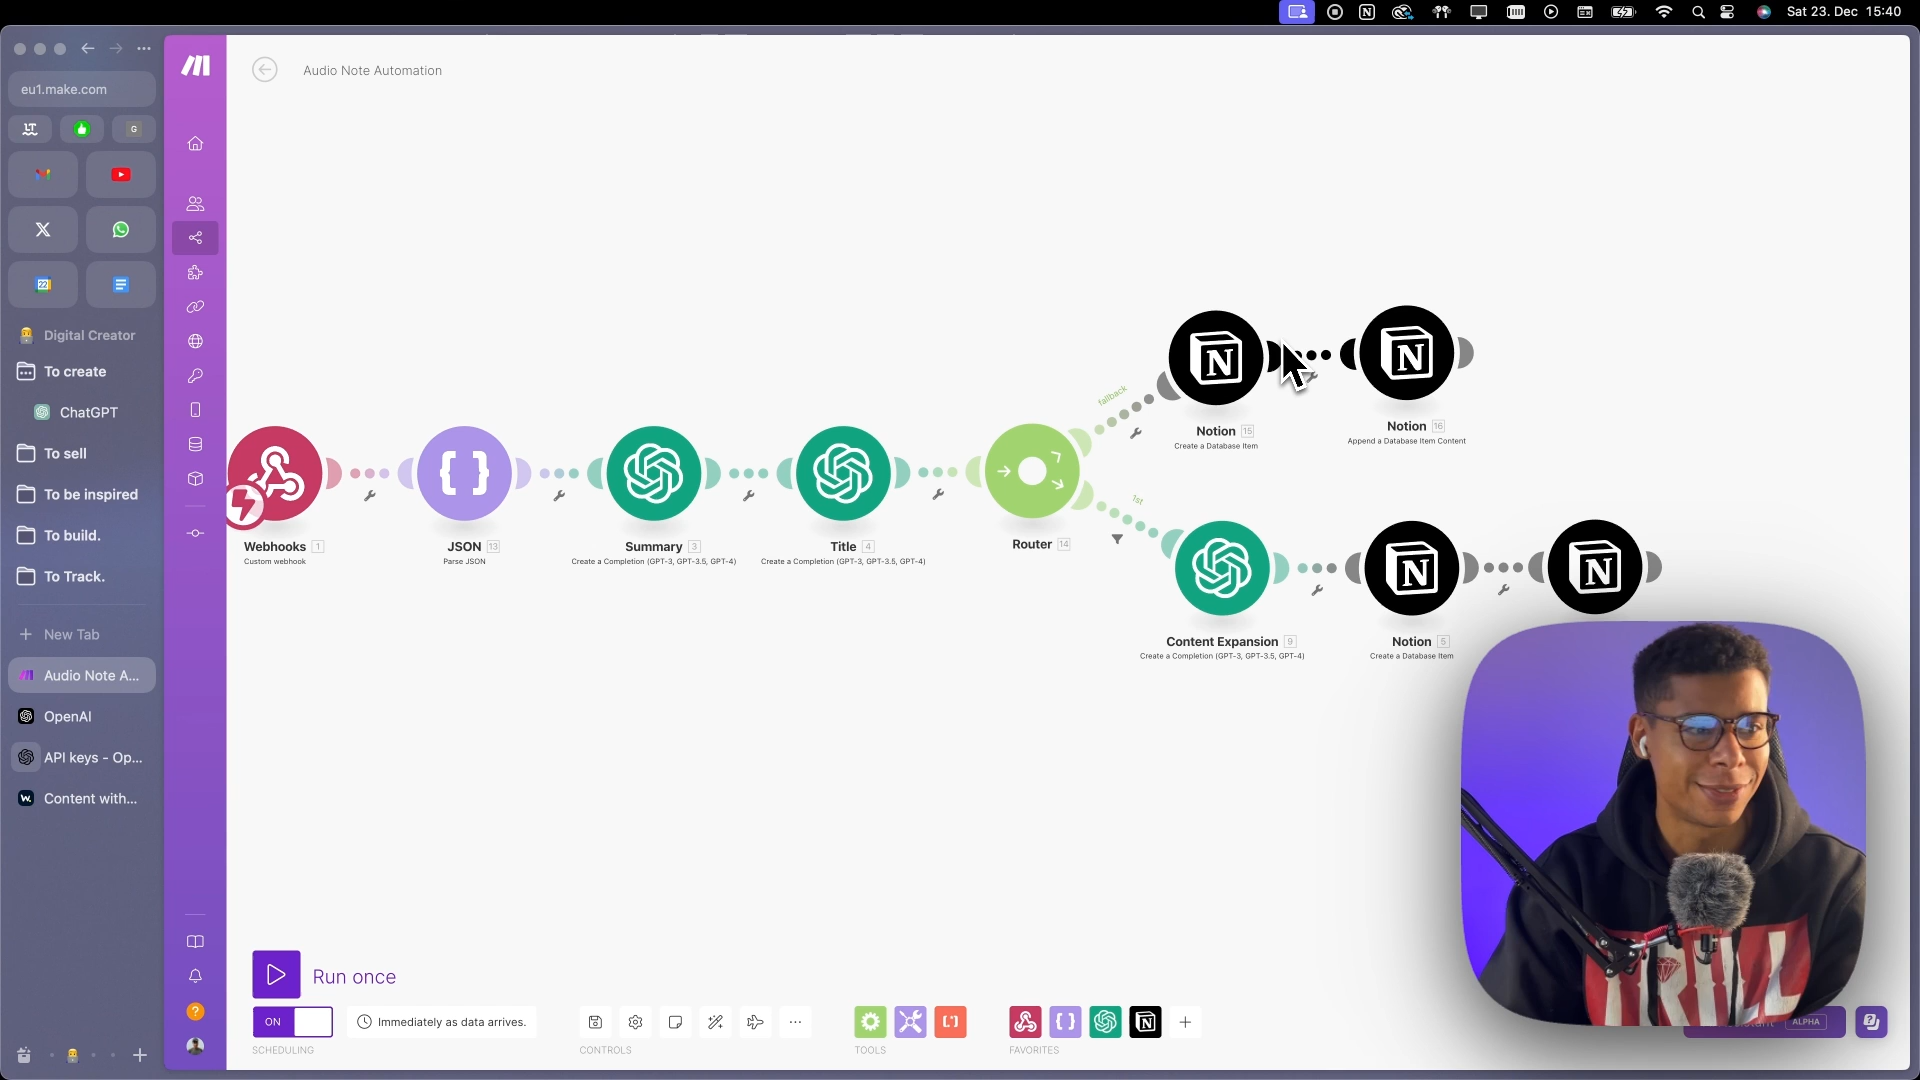 Sat 23. Dec 15:40
eu1.make.com
Audio Note Automation
LT
G
22
Digital Creator
To create
ChatGPT
To sell
To be inspired
To build.
To Track.
New Tab
Audio Note A...
OpenAI
API keys - Op...
Content with...
fallback
1st
Notion 15
Create a Database Item
Notion 16
Append a Database Item Content
Webhooks 1
Custom webhook
JSON 13
Parse JSON
Summary 3
Create a Completion (GPT-3, GPT-3.5, GPT-4)
Title 4
Create a Completion (GPT-3, GPT-3.5, GPT-4)
Router 14
Content Expansion 9
Create a Completion (GPT-3, GPT-3.5, GPT-4)
Notion 5
Create a Database Item
Run once
ON
Immediately as data arrives.
SCHEDULING
CONTROLS
TOOLS
FAVORITES
ALPHA